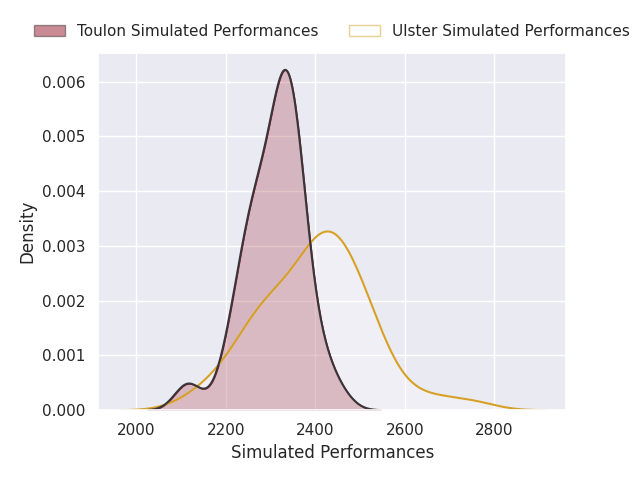 Toulon Simulated Performances
Ulster Simulated Performances
0.006
0.005
0.004
0.003
0.002
0.001
0.000
Density
2000 2200 2400 2600 2800
Simulated Performances